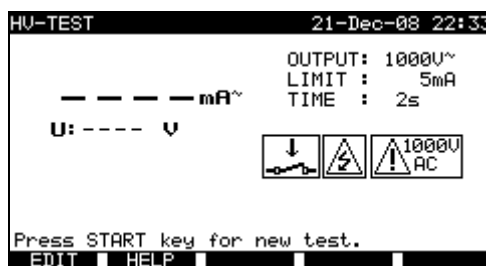 HV-TEST 21-Dec-08 22:33
OUTPUT: 1000V~
LIMIT : 5mA
TIME : 2s
– – – – mA~
U: ---- V
1000V
AC
Press START key for new test.
EDIT HELP